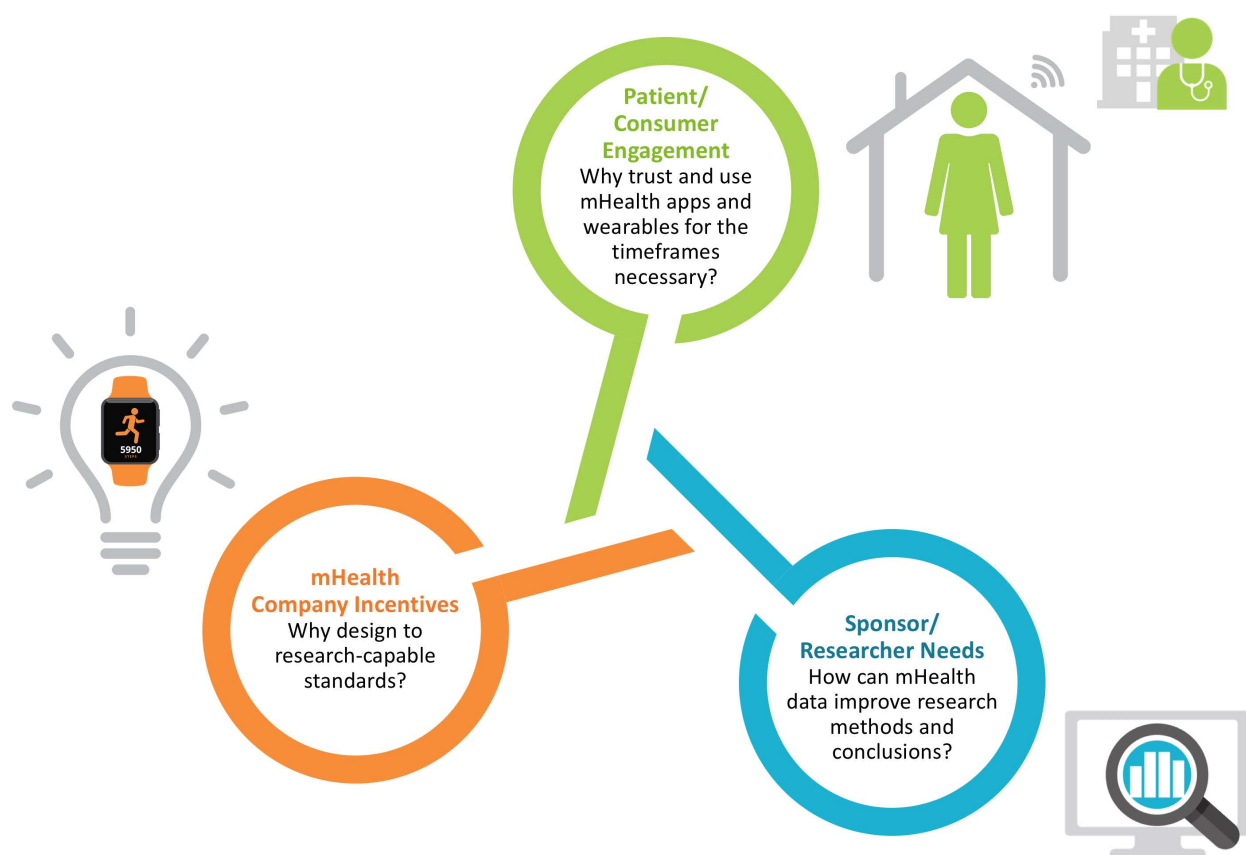 Patient/
Consumer
Engagement
Why trust and use
mHealth apps and
wearables for the
timeframes
necessary?
5950
STEPS
mHealth
Company Incentives
Why design to
research-capable
standards?
Sponsor/
Researcher Needs
How can mHealth
data improve research
methods and
conclusions?